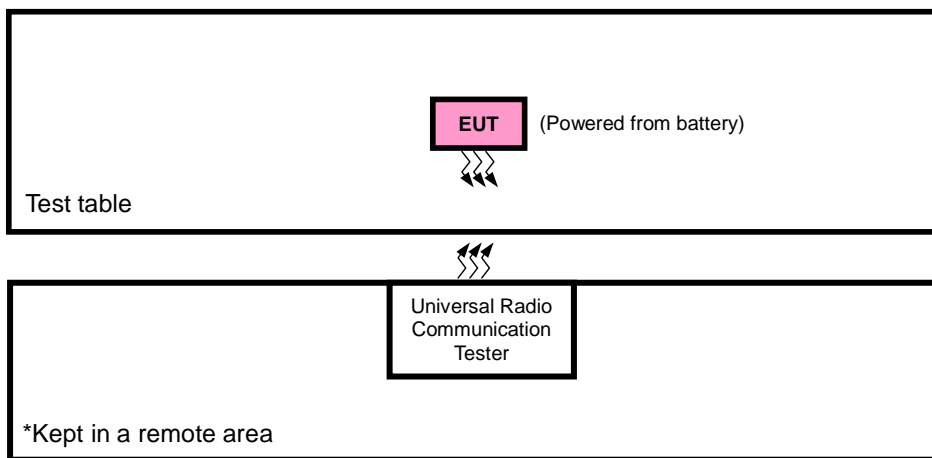 EUT
(Powered from battery)
Test table
Universal Radio
Communication
Tester
*Kept in a remote area